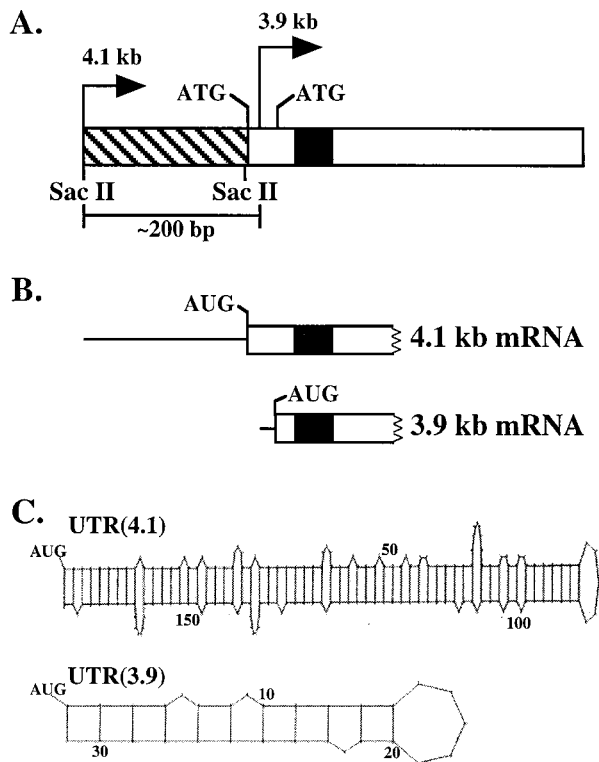 A.
4.1 kb
3.9 kb
ATG
ATG
Sac II
Sac II
~200 bp
B.
AUG
4.1 kb mRNA
AUG
3.9 kb mRNA
C.
UTR(4.1)
AUG
50
150
100
UTR(3.9)
AUG
10
30
20